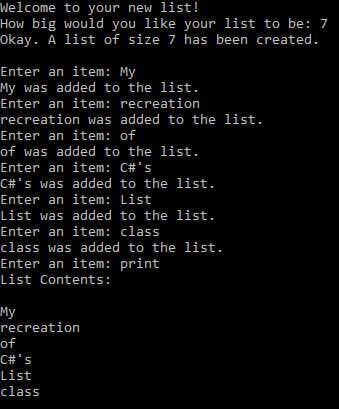 Welcome to your new list!
How big would you like your list to be: 7
Okay. A list of size 7 has been created.
Enter an item: My
My was added to the list.
Enter an item: recreation
recreation was added to the list.
Enter an item: of
of was added to the list.
Enter an item: C#'s
C#'s was added to the list.
Enter an item: List
List was added to the list.
Enter an item: class
class was added to the list.
Enter an item: print
List Contents:
My
recreation
of
C#'s
List
class